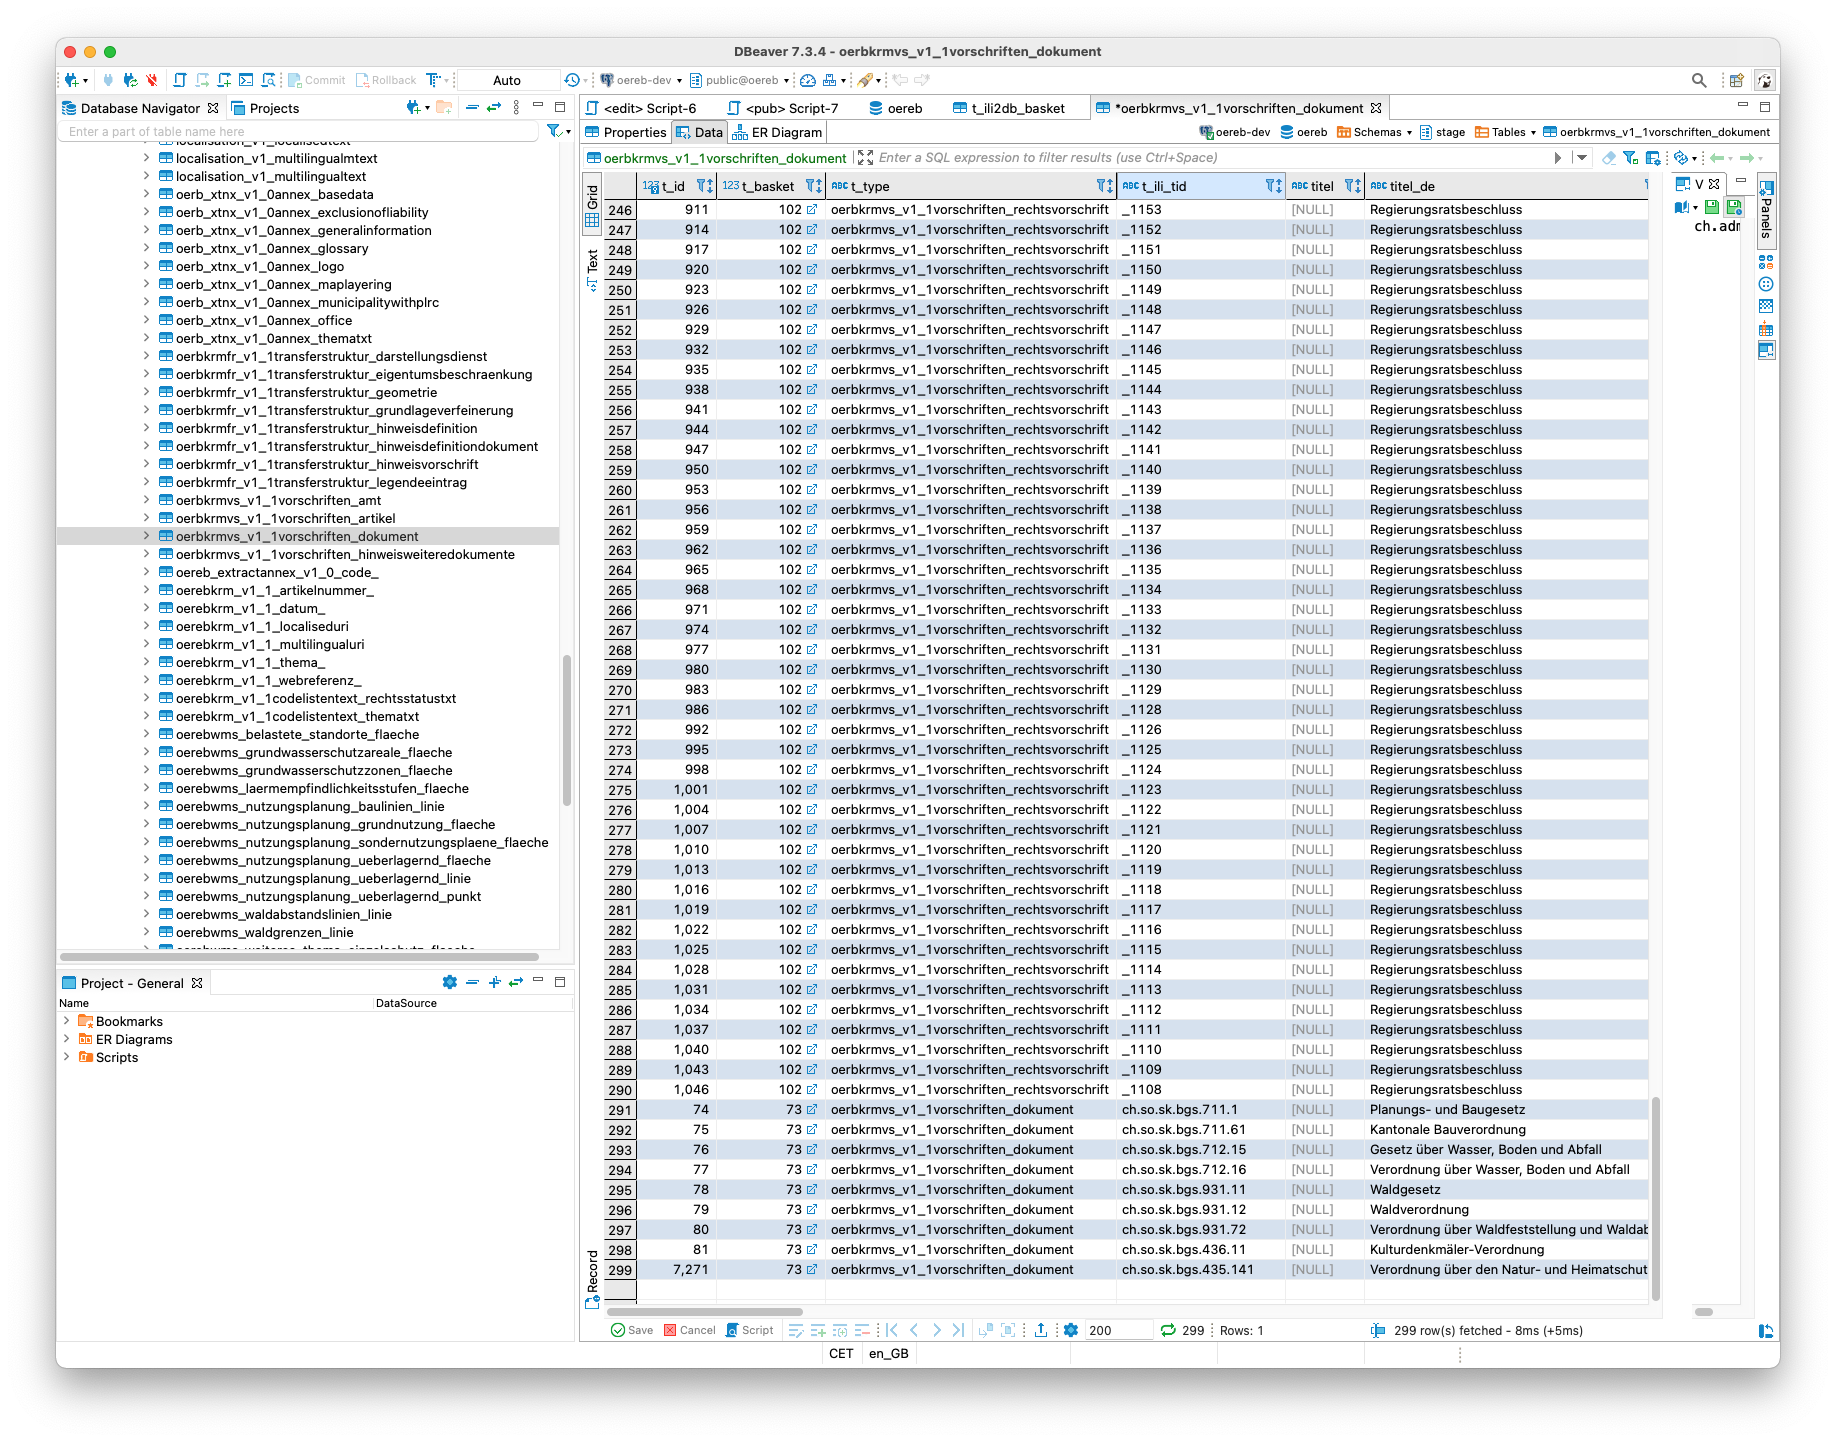 DBeaver 7.3.4 - oerbkrmvs_v1_1vorschriften_dokument
Commit Rollback Auto oereb-dev public@oereb
Database Navigator Projects
Enter a part of table name here
localisation_v1_multilingualmtext
localisation_v1_multilingualtext
oerb_xtnx_v1_0annex_basedata
oerb_xtnx_v1_0annex_exclusionofliability
oerb_xtnx_v1_0annex_generalinformation
oerb_xtnx_v1_0annex_glossary
oerb_xtnx_v1_0annex_logo
oerb_xtnx_v1_0annex_maplayering
oerb_xtnx_v1_0annex_municipalitywithplrc
oerb_xtnx_v1_0annex_office
oerb_xtnx_v1_0annex_thematxt
oerbkrmfr_v1_1transferstruktur_darstellungsdienst
oerbkrmfr_v1_1transferstruktur_eigentumsbeschraenkung
oerbkrmfr_v1_1transferstruktur_geometrie
oerbkrmfr_v1_1transferstruktur_grundlageverfeinerung
oerbkrmfr_v1_1transferstruktur_hinweisdefinition
oerbkrmfr_v1_1transferstruktur_hinweisdefinitiondokument
oerbkrmfr_v1_1transferstruktur_hinweisvorschrift
oerbkrmfr_v1_1transferstruktur_legendeeintrag
oerbkrmvs_v1_1vorschriften_amt
oerbkrmvs_v1_1vorschriften_artikel
oerbkrmvs_v1_1vorschriften_dokument
oerbkrmvs_v1_1vorschriften_hinweisweiteredokumente
oereb_extractannex_v1_0_code_
oerebkrm_v1_1_artikelnummer_
oerebkrm_v1_1_datum_
oerebkrm_v1_1_localiseduri
oerebkrm_v1_1_multilingualuri
oerebkrm_v1_1_thema_
oerebkrm_v1_1_webreferenz_
oerebkrm_v1_1codelistentext_rechtsstatustxt
oerebkrm_v1_1codelistentext_thematxt
oerebwms_belastete_standorte_flaeche
oerebwms_grundwasserschutzareale_flaeche
oerebwms_grundwasserschutzzonen_flaeche
oerebwms_laermempfindlichkeitsstufen_flaeche
oerebwms_nutzungsplanung_baulinien_linie
oerebwms_nutzungsplanung_grundnutzung_flaeche
oerebwms_nutzungsplanung_sondernutzungsplaene_flaeche
oerebwms_nutzungsplanung_ueberlagernd_flaeche
oerebwms_nutzungsplanung_ueberlagernd_linie
oerebwms_nutzungsplanung_ueberlagernd_punkt
oerebwms_waldabstandslinien_linie
oerebwms_waldgrenzen_linie
Project - General
Name DataSource
Bookmarks
ER Diagrams
Scripts
<edit> Script-6 <pub> Script-7 oereb t_ili2db_basket *oerbkrmvs_v1_1vorschriften_dokument
Properties Data ER Diagram oereb-dev oereb Schemas stage Tables oerbkrmvs_v1_1vorschriften_dokument
oerbkrmvs_v1_1vorschriften_dokument Enter a SQL expression to filter results (use Ctrl+Space)
Grid
Text
Record
Panels
V
ch.adm
123 t_id 123 t_basket ABC t_type ABC t_ili_tid ABC titel ABC titel_de
246 911 102 oerbkrmvs_v1_1vorschriften_rechtsvorschrift _1153 [NULL] Regierungsratsbeschluss
247 914 102 oerbkrmvs_v1_1vorschriften_rechtsvorschrift _1152 [NULL] Regierungsratsbeschluss
248 917 102 oerbkrmvs_v1_1vorschriften_rechtsvorschrift _1151 [NULL] Regierungsratsbeschluss
249 920 102 oerbkrmvs_v1_1vorschriften_rechtsvorschrift _1150 [NULL] Regierungsratsbeschluss
250 923 102 oerbkrmvs_v1_1vorschriften_rechtsvorschrift _1149 [NULL] Regierungsratsbeschluss
251 926 102 oerbkrmvs_v1_1vorschriften_rechtsvorschrift _1148 [NULL] Regierungsratsbeschluss
252 929 102 oerbkrmvs_v1_1vorschriften_rechtsvorschrift _1147 [NULL] Regierungsratsbeschluss
253 932 102 oerbkrmvs_v1_1vorschriften_rechtsvorschrift _1146 [NULL] Regierungsratsbeschluss
254 935 102 oerbkrmvs_v1_1vorschriften_rechtsvorschrift _1145 [NULL] Regierungsratsbeschluss
255 938 102 oerbkrmvs_v1_1vorschriften_rechtsvorschrift _1144 [NULL] Regierungsratsbeschluss
256 941 102 oerbkrmvs_v1_1vorschriften_rechtsvorschrift _1143 [NULL] Regierungsratsbeschluss
257 944 102 oerbkrmvs_v1_1vorschriften_rechtsvorschrift _1142 [NULL] Regierungsratsbeschluss
258 947 102 oerbkrmvs_v1_1vorschriften_rechtsvorschrift _1141 [NULL] Regierungsratsbeschluss
259 950 102 oerbkrmvs_v1_1vorschriften_rechtsvorschrift _1140 [NULL] Regierungsratsbeschluss
260 953 102 oerbkrmvs_v1_1vorschriften_rechtsvorschrift _1139 [NULL] Regierungsratsbeschluss
261 956 102 oerbkrmvs_v1_1vorschriften_rechtsvorschrift _1138 [NULL] Regierungsratsbeschluss
262 959 102 oerbkrmvs_v1_1vorschriften_rechtsvorschrift _1137 [NULL] Regierungsratsbeschluss
263 962 102 oerbkrmvs_v1_1vorschriften_rechtsvorschrift _1136 [NULL] Regierungsratsbeschluss
264 965 102 oerbkrmvs_v1_1vorschriften_rechtsvorschrift _1135 [NULL] Regierungsratsbeschluss
265 968 102 oerbkrmvs_v1_1vorschriften_rechtsvorschrift _1134 [NULL] Regierungsratsbeschluss
266 971 102 oerbkrmvs_v1_1vorschriften_rechtsvorschrift _1133 [NULL] Regierungsratsbeschluss
267 974 102 oerbkrmvs_v1_1vorschriften_rechtsvorschrift _1132 [NULL] Regierungsratsbeschluss
268 977 102 oerbkrmvs_v1_1vorschriften_rechtsvorschrift _1131 [NULL] Regierungsratsbeschluss
269 980 102 oerbkrmvs_v1_1vorschriften_rechtsvorschrift _1130 [NULL] Regierungsratsbeschluss
270 983 102 oerbkrmvs_v1_1vorschriften_rechtsvorschrift _1129 [NULL] Regierungsratsbeschluss
271 986 102 oerbkrmvs_v1_1vorschriften_rechtsvorschrift _1128 [NULL] Regierungsratsbeschluss
272 992 102 oerbkrmvs_v1_1vorschriften_rechtsvorschrift _1126 [NULL] Regierungsratsbeschluss
273 995 102 oerbkrmvs_v1_1vorschriften_rechtsvorschrift _1125 [NULL] Regierungsratsbeschluss
274 998 102 oerbkrmvs_v1_1vorschriften_rechtsvorschrift _1124 [NULL] Regierungsratsbeschluss
275 1,001 102 oerbkrmvs_v1_1vorschriften_rechtsvorschrift _1123 [NULL] Regierungsratsbeschluss
276 1,004 102 oerbkrmvs_v1_1vorschriften_rechtsvorschrift _1122 [NULL] Regierungsratsbeschluss
277 1,007 102 oerbkrmvs_v1_1vorschriften_rechtsvorschrift _1121 [NULL] Regierungsratsbeschluss
278 1,010 102 oerbkrmvs_v1_1vorschriften_rechtsvorschrift _1120 [NULL] Regierungsratsbeschluss
279 1,013 102 oerbkrmvs_v1_1vorschriften_rechtsvorschrift _1119 [NULL] Regierungsratsbeschluss
280 1,016 102 oerbkrmvs_v1_1vorschriften_rechtsvorschrift _1118 [NULL] Regierungsratsbeschluss
281 1,019 102 oerbkrmvs_v1_1vorschriften_rechtsvorschrift _1117 [NULL] Regierungsratsbeschluss
282 1,022 102 oerbkrmvs_v1_1vorschriften_rechtsvorschrift _1116 [NULL] Regierungsratsbeschluss
283 1,025 102 oerbkrmvs_v1_1vorschriften_rechtsvorschrift _1115 [NULL] Regierungsratsbeschluss
284 1,028 102 oerbkrmvs_v1_1vorschriften_rechtsvorschrift _1114 [NULL] Regierungsratsbeschluss
285 1,031 102 oerbkrmvs_v1_1vorschriften_rechtsvorschrift _1113 [NULL] Regierungsratsbeschluss
286 1,034 102 oerbkrmvs_v1_1vorschriften_rechtsvorschrift _1112 [NULL] Regierungsratsbeschluss
287 1,037 102 oerbkrmvs_v1_1vorschriften_rechtsvorschrift _1111 [NULL] Regierungsratsbeschluss
288 1,040 102 oerbkrmvs_v1_1vorschriften_rechtsvorschrift _1110 [NULL] Regierungsratsbeschluss
289 1,043 102 oerbkrmvs_v1_1vorschriften_rechtsvorschrift _1109 [NULL] Regierungsratsbeschluss
290 1,046 102 oerbkrmvs_v1_1vorschriften_rechtsvorschrift _1108 [NULL] Regierungsratsbeschluss
291 74 73 oerbkrmvs_v1_1vorschriften_dokument ch.so.sk.bgs.711.1 [NULL] Planungs- und Baugesetz
292 75 73 oerbkrmvs_v1_1vorschriften_dokument ch.so.sk.bgs.711.61 [NULL] Kantonale Bauverordnung
293 76 73 oerbkrmvs_v1_1vorschriften_dokument ch.so.sk.bgs.712.15 [NULL] Gesetz über Wasser, Boden und Abfall
294 77 73 oerbkrmvs_v1_1vorschriften_dokument ch.so.sk.bgs.712.16 [NULL] Verordnung über Wasser, Boden und Abfall
295 78 73 oerbkrmvs_v1_1vorschriften_dokument ch.so.sk.bgs.931.11 [NULL] Waldgesetz
296 79 73 oerbkrmvs_v1_1vorschriften_dokument ch.so.sk.bgs.931.12 [NULL] Waldverordnung
297 80 73 oerbkrmvs_v1_1vorschriften_dokument ch.so.sk.bgs.931.72 [NULL] Verordnung über Waldfeststellung und Waldab
298 81 73 oerbkrmvs_v1_1vorschriften_dokument ch.so.sk.bgs.436.11 [NULL] Kulturdenkmäler-Verordnung
299 7,271 73 oerbkrmvs_v1_1vorschriften_dokument ch.so.sk.bgs.435.141 [NULL] Verordnung über den Natur- und Heimatschut
Save Cancel Script 200 299 Rows: 1 299 row(s) fetched - 8ms (+5ms)
CET en_GB